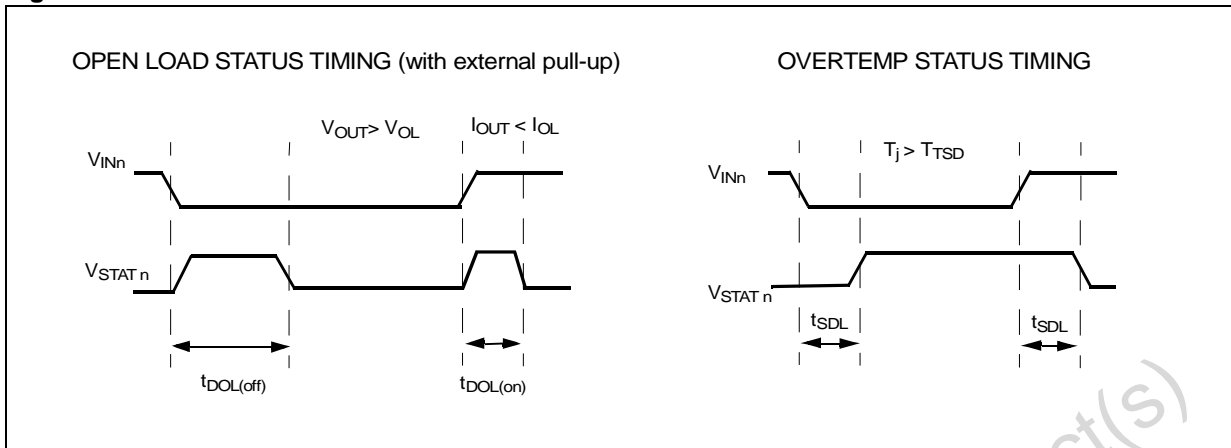 OPEN LOAD STATUS TIMING (with external pull-up)
VOUT> VOL
IOUT < IOL
VINn
VSTAT n
tDOL(off)
tDOL(on)
OVERTEMP STATUS TIMING
Tj > TTSD
VINn
VSTAT n
tSDL
tSDL